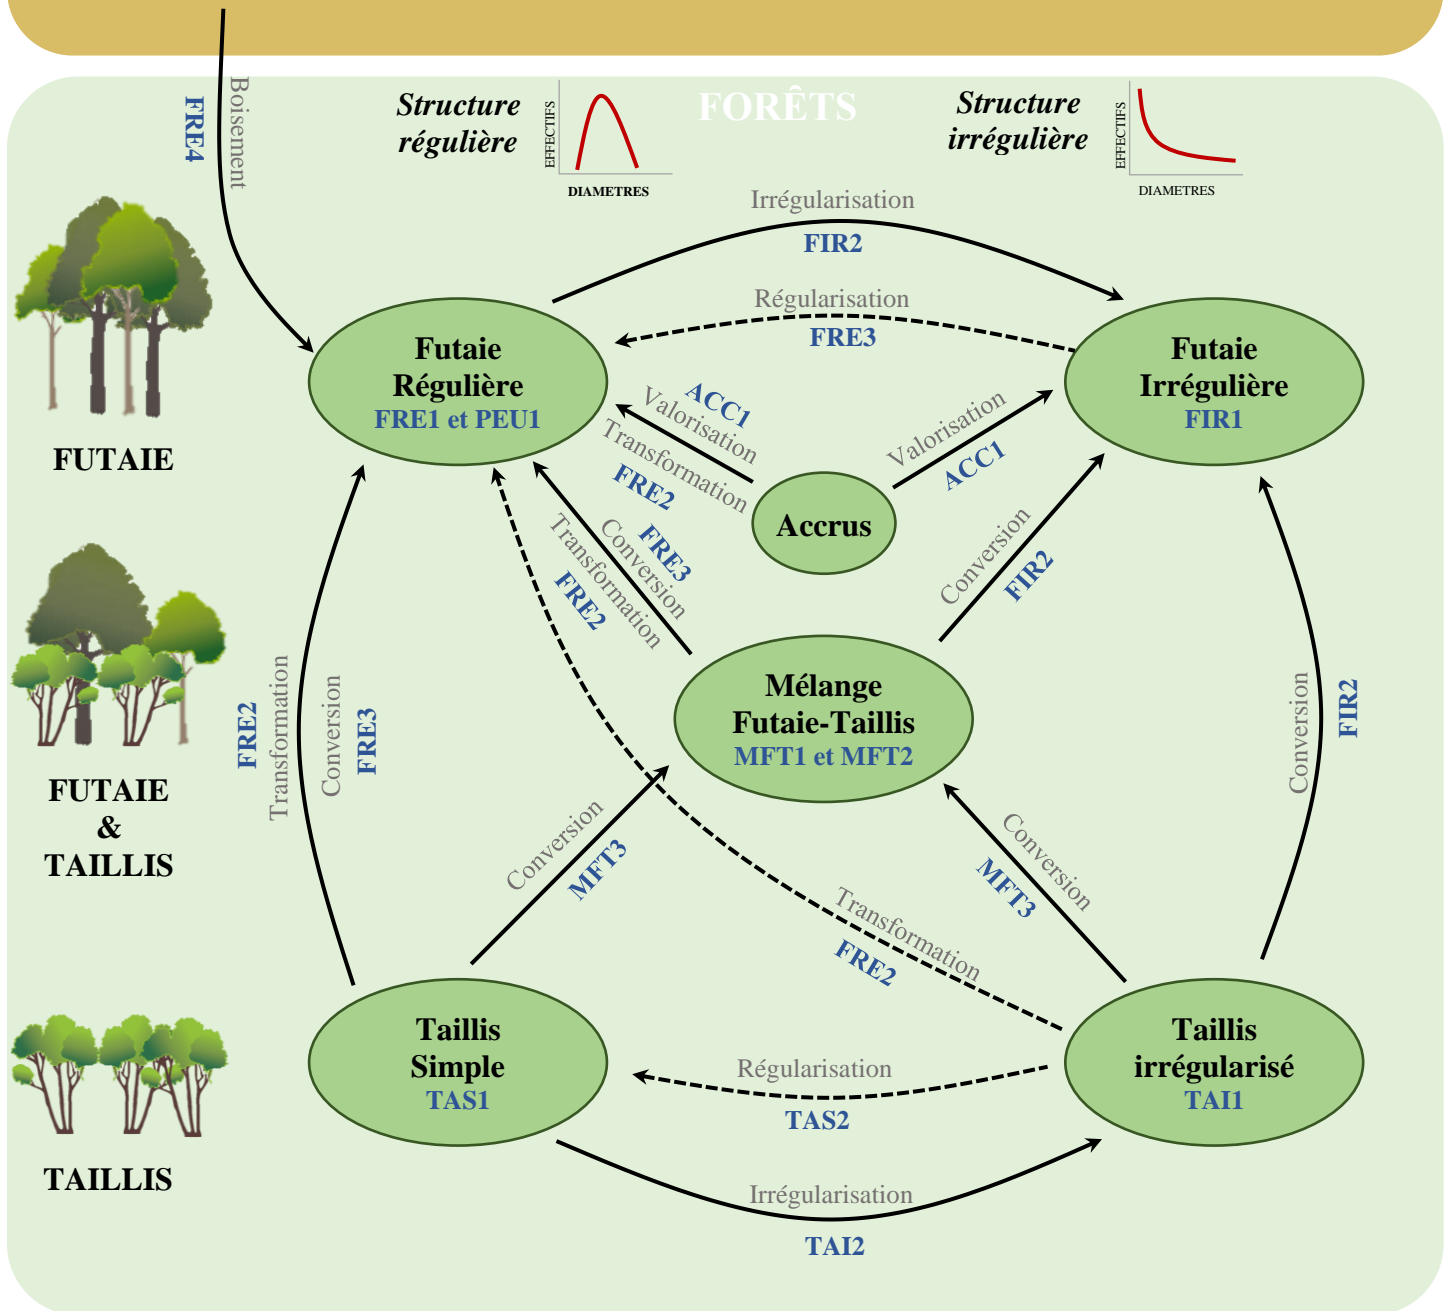 Boisement
FRE4
Structure
régulière
EFFECTIFS
DIAMETRES
FORÊTS
Structure
irrégulière
EFFECTIFS
DIAMETRES
Irrégularisation
FIR2
Régularisation
FRE3
Futaie
Régulière
FRE1 et PEU1
Futaie
Irrégulière
FIR1
FUTAIE
ACC1
Valorisation
Transformation
FRE2
Valorisation
ACC1
Accrus
FRE3
Conversion
Transformation
FRE2
Conversion
FIR2
Mélange
Futaie-Taillis
MFT1 et MFT2
FRE2
Transformation
Conversion
FRE3
Conversion
FIR2
FUTAIE
&
TAILLIS
Conversion
MFT3
Conversion
MFT3
Transformation
FRE2
Taillis
Simple
TAS1
Régularisation
TAS2
Taillis
irrégularisé
TAI1
TAILLIS
Irrégularisation
TAI2